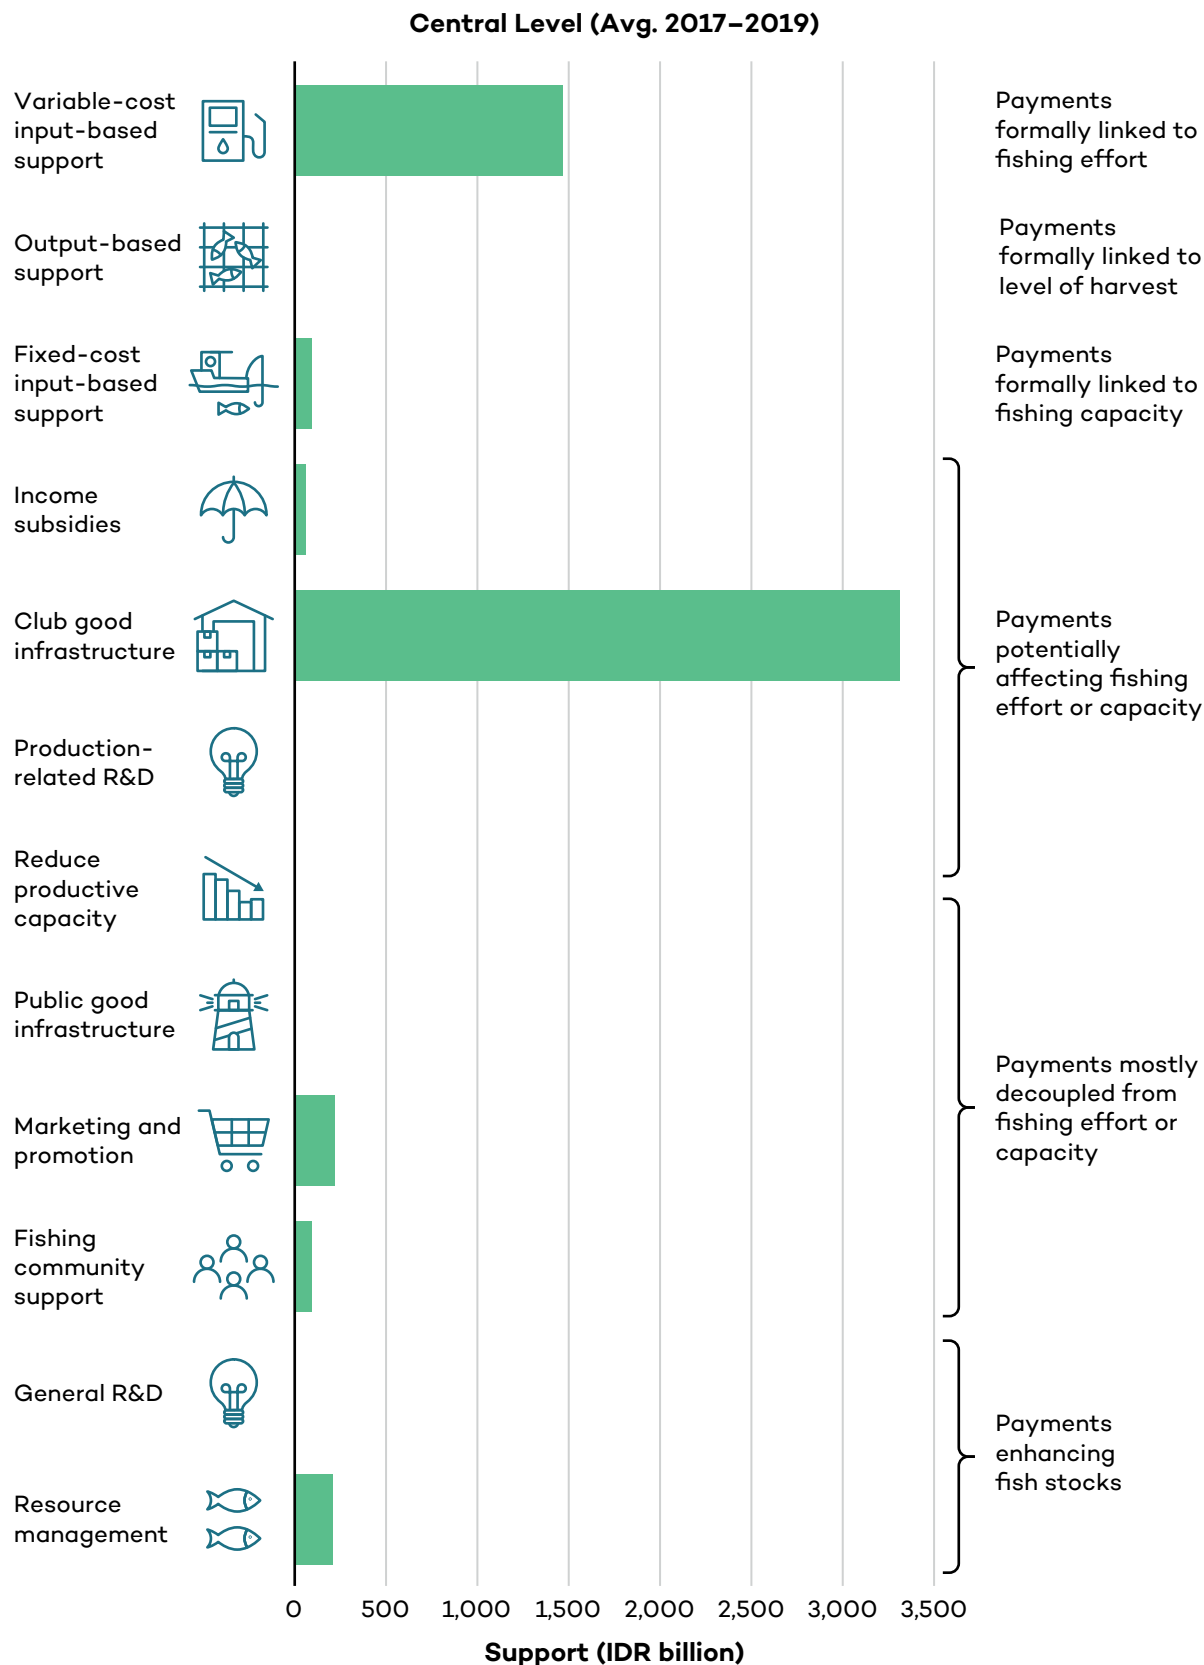 Central Level (Avg. 2017–2019)
Variable-cost
input-based
support
Payments
formally linked to
fishing effort
Output-based
support
Payments
formally linked to
level of harvest
Fixed-cost
input-based
support
Payments
formally linked to
fishing capacity
Income
subsidies
Club good
infrastructure
Production-
related R&D
Payments
potentially
affecting fishing
effort or capacity
Reduce
productive
capacity
Public good
infrastructure
Marketing and
promotion
Fishing
community
support
Payments mostly
decoupled from
fishing effort or
capacity
General R&D
Resource
management
Payments
enhancing
fish stocks
0 500 1,000 1,500 2,000 2,500 3,000 3,500
Support (IDR billion)